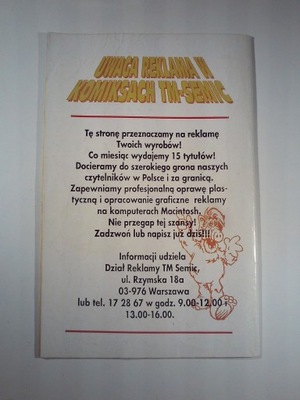 UWAGA REKLAMA W
KOMIKSACH TM-SEMIC
Tę stronę przeznaczamy na reklamę
Twoich wyrobów!
Co miesiąc wydajemy 15 tytułów!
Docieramy do szerokiego grona naszych
czytelników w Polsce i za granicą.
Zapewniamy profesjonalną oprawę plas-
tyczną i opracowanie graficzne reklamy
na komputerach Macintosh.
Nie przegap tej szansy!
Zadzwoń lub napisz już dziś!!!
Informacji udziela
Dział Reklamy TM Semic,
ul. Rzymska 18a
03-976 Warszawa
lub tel. 17 28 67 w godz. 9.00-12.00 i
13.00-16.00.